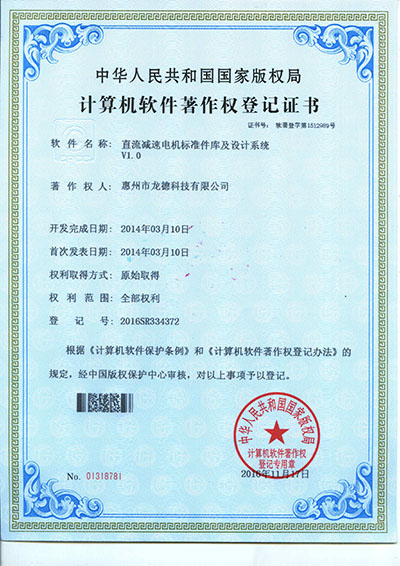 中华人民共和国国家版权局
计算机软件著作权登记证书
证书号： 软著登字第1512989号
软件名称： 直流减速电机标准件库及设计系统
V1.0
著作权人： 惠州市龙德科技有限公司
开发完成日期： 2014年03月10日
首次发表日期： 2014年03月10日
权利取得方式： 原始取得
权利范围： 全部权利
登记号： 2016SR334372
根据《计算机软件保护条例》和《计算机软件著作权登记办法》的
规定，经中国版权保护中心审核，对以上事项予以登记。
中华人民共和国国家版权局
计算机软件著作权
登记专用章
No. 01318781
2016年11月17日